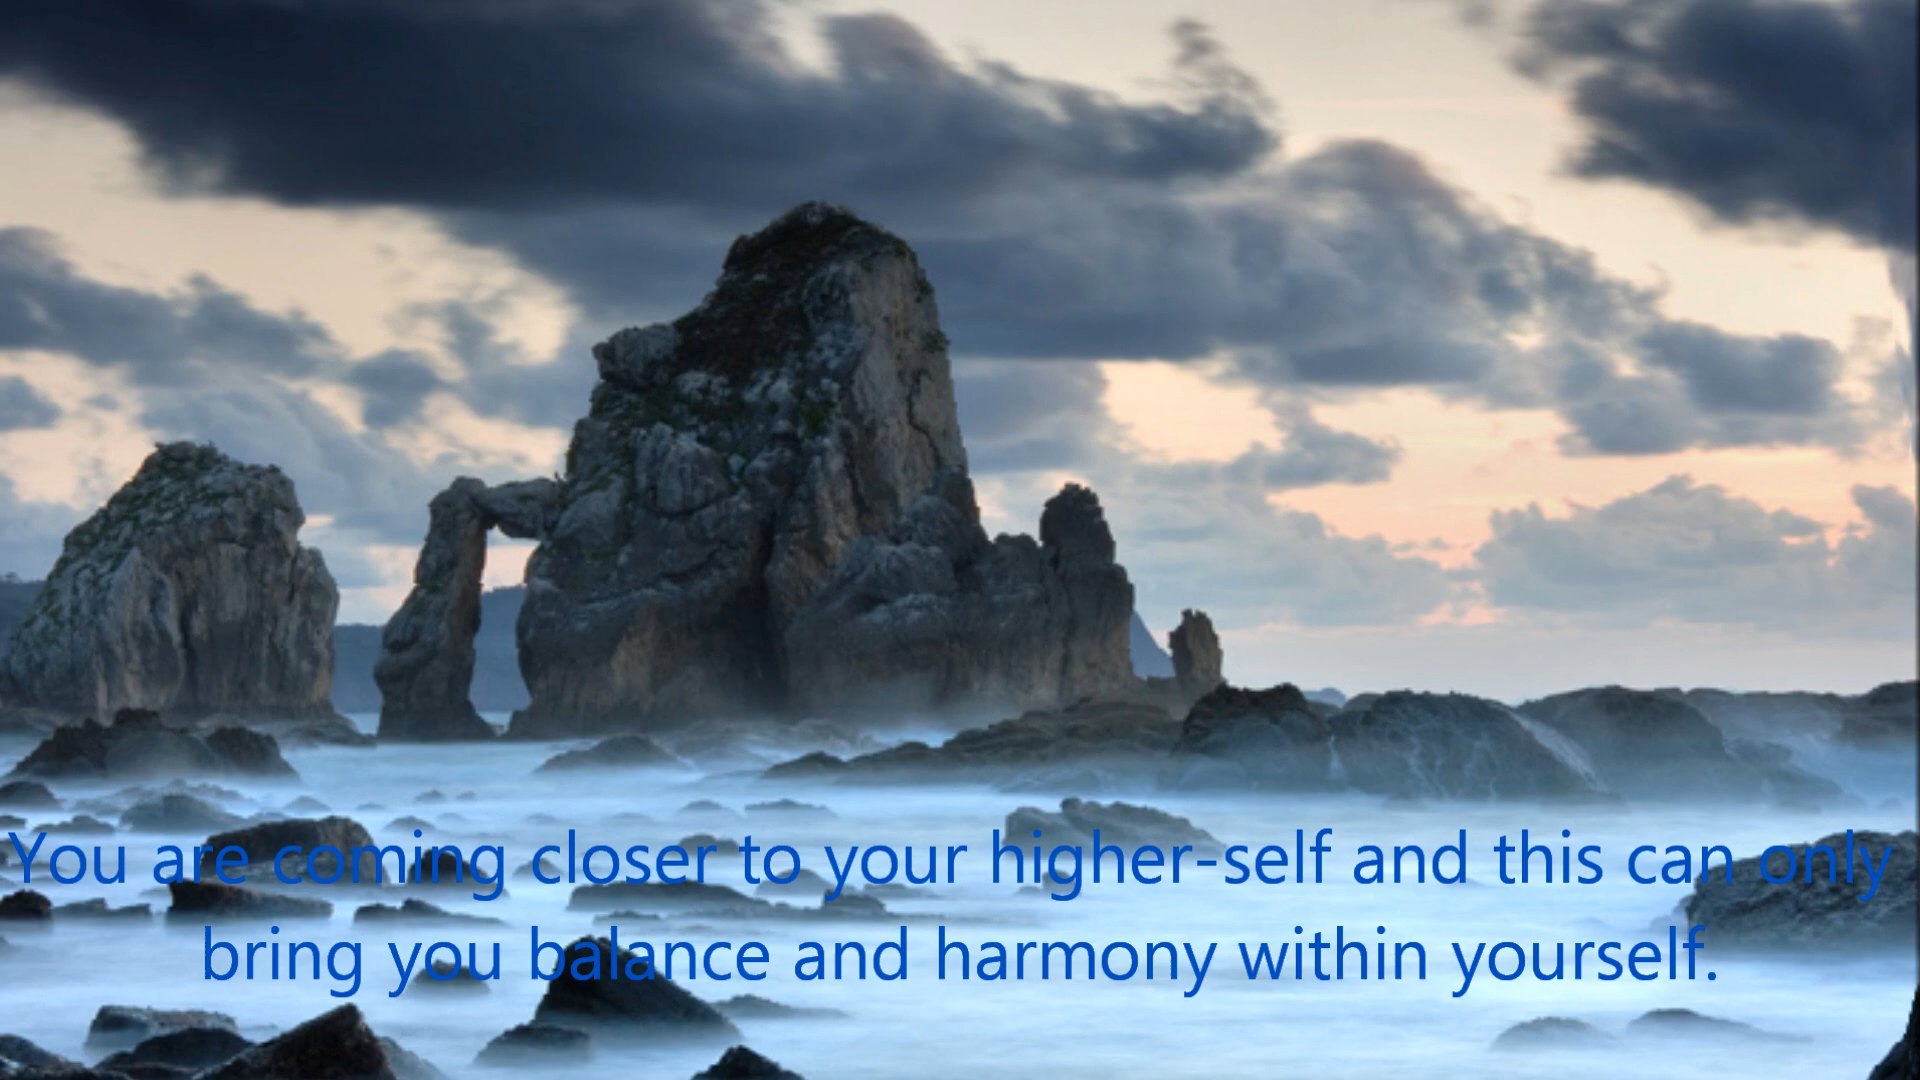 You are coming closer to your higher-self and this can only
bring you balance and harmony within yourself.